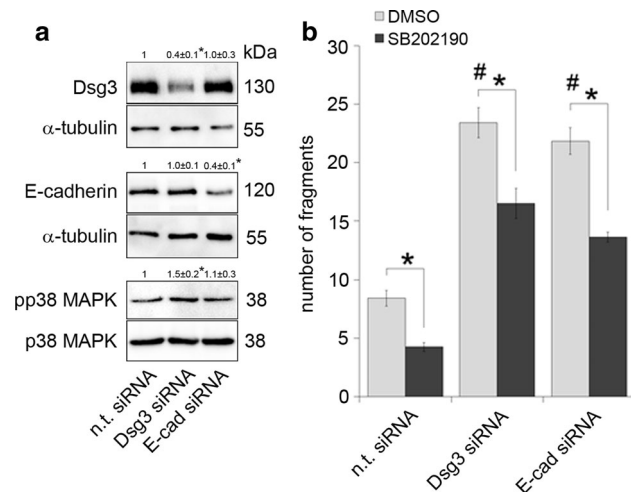 a
1 0.4±0.1* 1.0±0.3 kDa
Dsg3 130
α-tubulin 55
1 1.0±0.1 0.4±0.1*
E-cadherin 120
α-tubulin 55
1 1.5±0.2* 1.1±0.3
pp38 MAPK 38
p38 MAPK 38
n.t. siRNA
Dsg3 siRNA
E-cad siRNA
b
DMSO
SB202190
number of fragments
30
25
20
15
10
5
0
*
# *
# *
n.t. siRNA
Dsg3 siRNA
E-cad siRNA